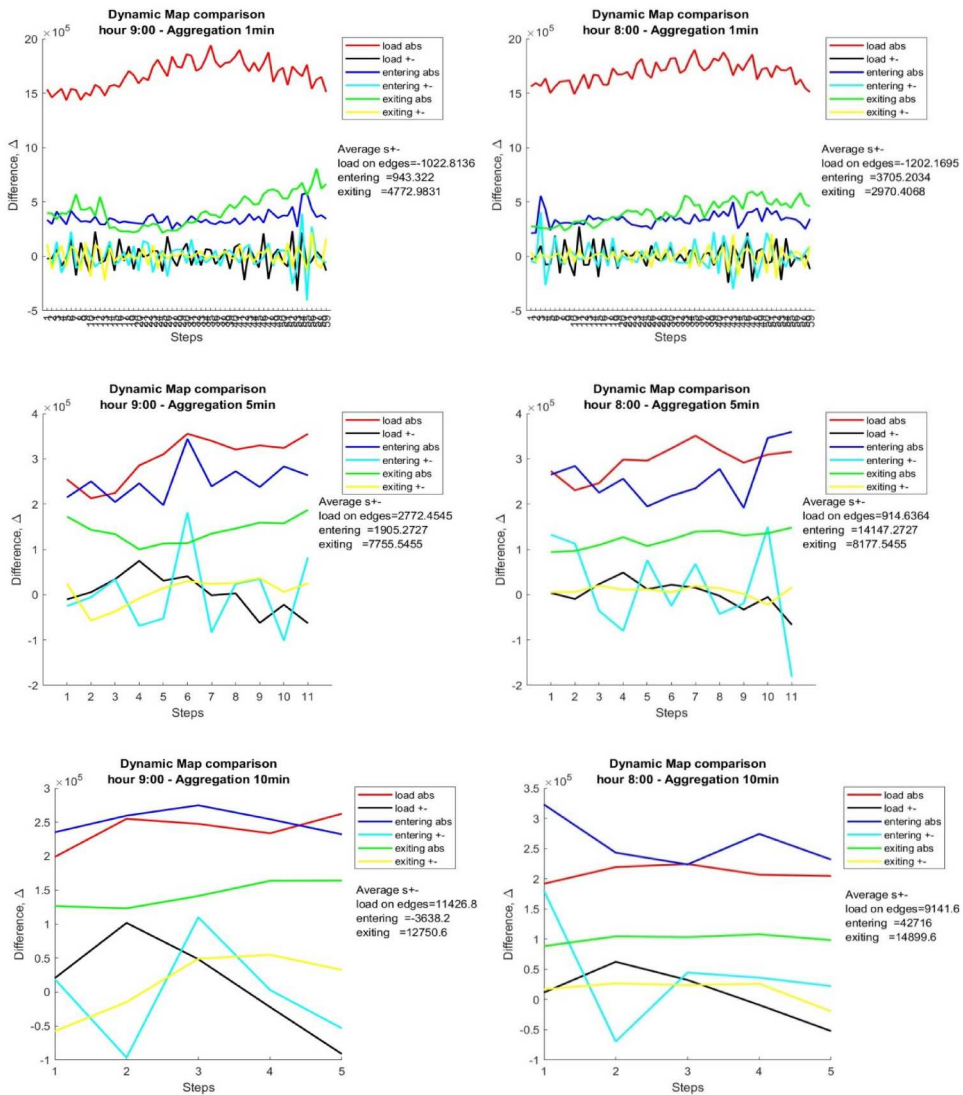 Dynamic Map comparison
hour 9:00 - Aggregation 1min
×10^5
20
15
10
5
0
-5
Difference, Δ
Steps
load abs
load +-
entering abs
entering +-
exiting abs
exiting +-
Average s+-
load on edges=-1022.8136
entering =943.322
exiting =4772.9831
Dynamic Map comparison
hour 8:00 - Aggregation 1min
×10^5
20
15
10
5
0
-5
Difference, Δ
Steps
load abs
load +-
entering abs
entering +-
exiting abs
exiting +-
Average s+-
load on edges=-1202.1695
entering =3705.2034
exiting =2970.4068
Dynamic Map comparison
hour 9:00 - Aggregation 5min
×10^5
4
3
2
1
0
-1
-2
Difference, Δ
1 2 3 4 5 6 7 8 9 10 11
Steps
load abs
load +-
entering abs
entering +-
exiting abs
exiting +-
Average s+-
load on edges=2772.4545
entering =1905.2727
exiting =7755.5455
Dynamic Map comparison
hour 8:00 - Aggregation 5min
×10^5
4
3
2
1
0
-1
-2
Difference, Δ
1 2 3 4 5 6 7 8 9 10 11
Steps
load abs
load +-
entering abs
entering +-
exiting abs
exiting +-
Average s+-
load on edges=914.6364
entering =14147.2727
exiting =8177.5455
Dynamic Map comparison
hour 9:00 - Aggregation 10min
×10^5
3
2.5
2
1.5
1
0.5
0
-0.5
-1
Difference, Δ
1 2 3 4 5
Steps
load abs
load +-
entering abs
entering +-
exiting abs
exiting +-
Average s+-
load on edges=11426.8
entering =-3638.2
exiting =12750.6
Dynamic Map comparison
hour 8:00 - Aggregation 10min
×10^5
3.5
3
2.5
2
1.5
1
0.5
0
-0.5
-1
Difference, Δ
1 2 3 4 5
Steps
load abs
load +-
entering abs
entering +-
exiting abs
exiting +-
Average s+-
load on edges=9141.6
entering =42716
exiting =14899.6